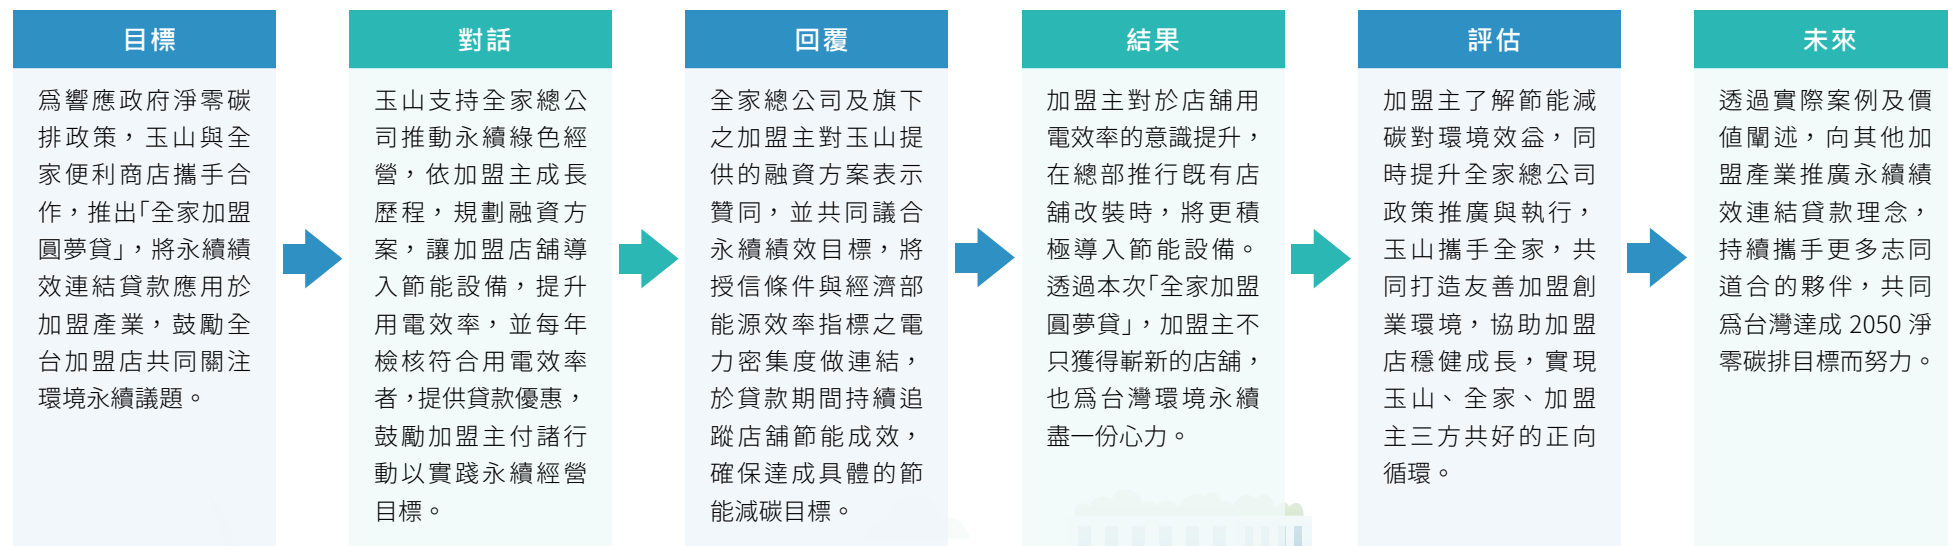 目標
為響應政府淨零碳
排政策，玉山與全
家便利商店攜手合
作，推出「全家加盟
圓夢貸」，將永續績
效連結貸款應用於
加盟產業，鼓勵全
台加盟店共同關注
環境永續議題。
對話
玉山支持全家總公
司推動永續綠色經
營，依加盟主成長
歷程，規劃融資方
案，讓加盟店舖導
入節能設備，提升
用電效率，並每年
檢核符合用電效率
者，提供貸款優惠，
鼓勵加盟主付諸行
動以實踐永續經營
目標。
回覆
全家總公司及旗下
之加盟主對玉山提
供的融資方案表示
贊同，並共同議合
永續績效目標，將
授信條件與經濟部
能源效率指標之電
力密集度做連結，
於貸款期間持續追
蹤店舖節能成效，
確保達成具體的節
能減碳目標。
結果
加盟主對於店舖用
電效率的意識提升，
在總部推行既有店
舖改裝時，將更積
極導入節能設備。
透過本次「全家加盟
圓夢貸」，加盟主不
只獲得嶄新的店舖，
也為台灣環境永續
盡一份心力。
評估
加盟主了解節能減
碳對環境效益，同
時提升全家總公司
政策推廣與執行，
玉山攜手全家，共
同打造友善加盟創
業環境，協助加盟
店穩健成長，實現
玉山、全家、加盟
主三方共好的正向
循環。
未來
透過實際案例及價
值闡述，向其他加
盟產業推廣永續績
效連結貸款理念，
持續攜手更多志同
道合的夥伴，共同
為台灣達成 2050 淨
零碳排目標而努力。